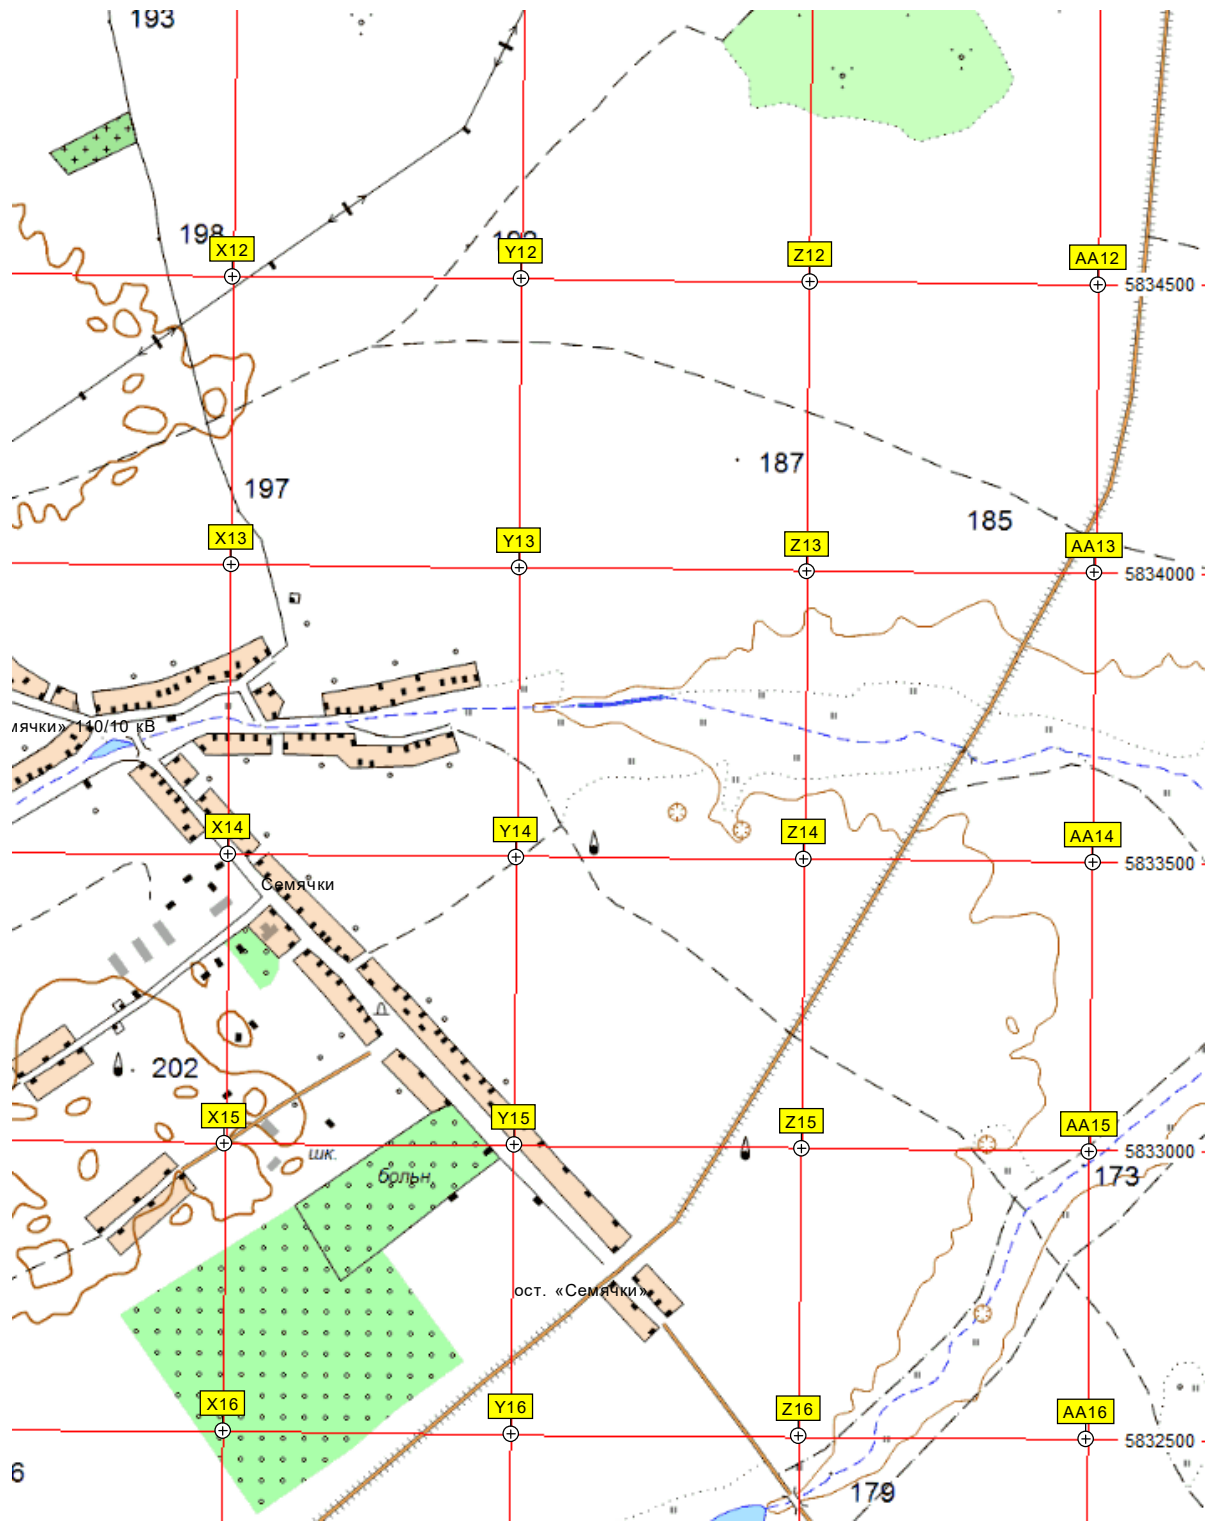 193
198
X12
Y12
Z12
AA12
5834500
187
197
185
X13
Y13
Z13
AA13
5834000
мячки» 110/10 кВ
X14
Y14
Z14
AA14
5833500
Семячки
202
X15
Y15
Z15
AA15
5833000
шк.
больн.
173
ост. «Семячки»
X16
Y16
Z16
AA16
5832500
6
179